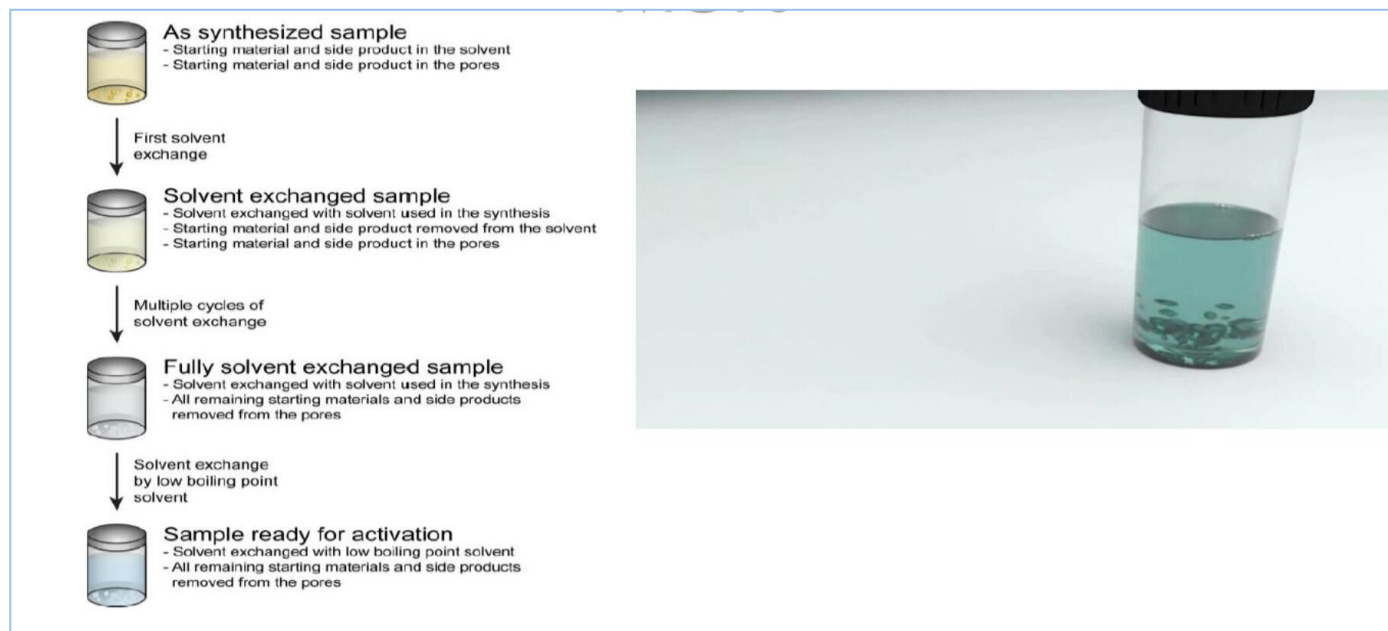 As synthesized sample
- Starting material and side product in the solvent
- Starting material and side product in the pores
First solvent
exchange
Solvent exchanged sample
- Solvent exchanged with solvent used in the synthesis
- Starting material and side product removed from the solvent
- Starting material and side product in the pores
Multiple cycles of
solvent exchange
Fully solvent exchanged sample
- Solvent exchanged with solvent used in the synthesis
- All remaining starting materials and side products
removed from the pores
Solvent exchange
by low boiling point
solvent
Sample ready for activation
- Solvent exchanged with low boiling point solvent
- All remaining starting materials and side products
removed from the pores